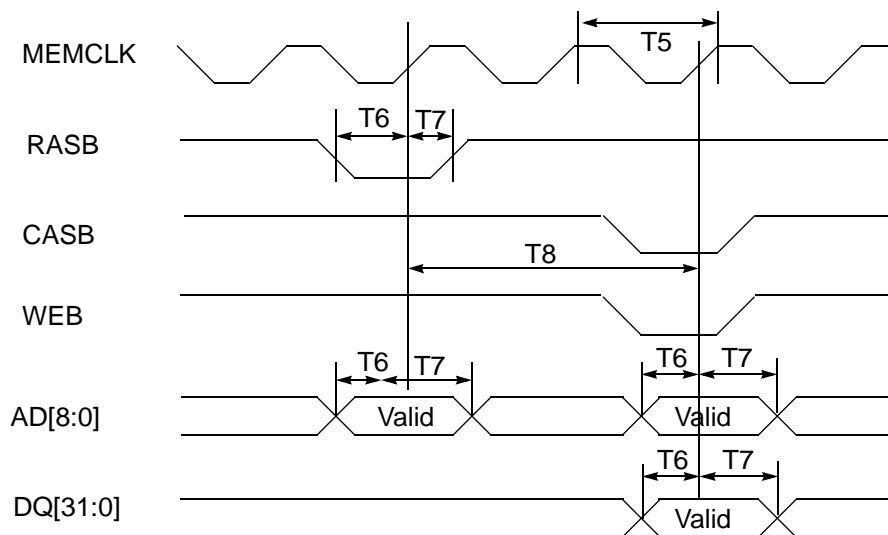 MEMCLK
T5
RASB
T6 T7
CASB
T8
WEB
T6 T7 T6 T7
AD[8:0] Valid Valid
T6 T7
DQ[31:0] Valid